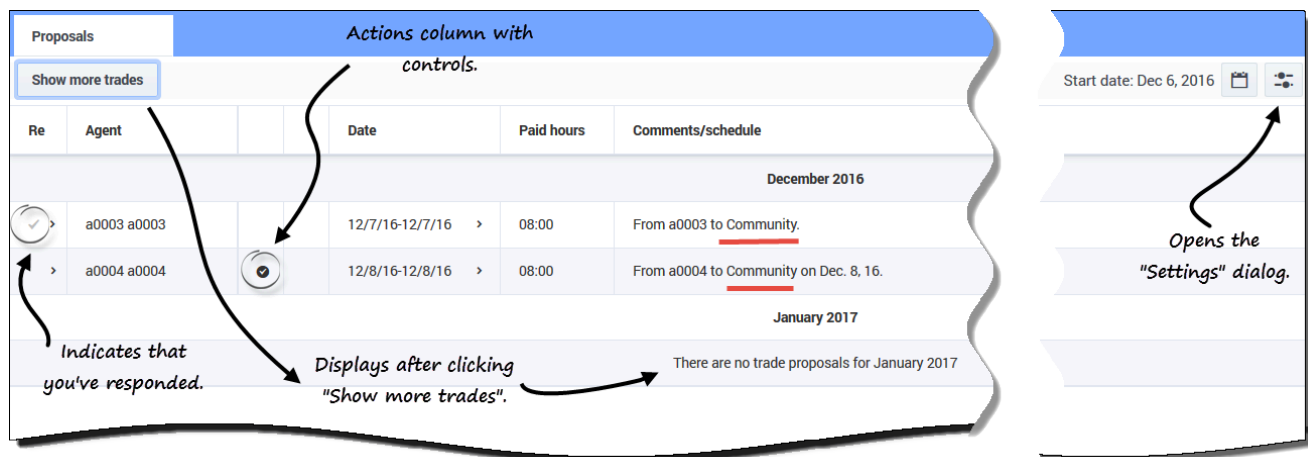 Proposals
Actions column with
controls.
Show more trades
Start date: Dec 6, 2016
Re Agent Date Paid hours Comments/schedule
December 2016
a0003 a0003 12/7/16-12/7/16 08:00 From a0003 to Community.
a0004 a0004 12/8/16-12/8/16 08:00 From a0004 to Community on Dec. 8, 16.
Opens the
"Settings" dialog.
January 2017
Indicates that
you've responded.
There are no trade proposals for January 2017
Displays after clicking
"Show more trades".